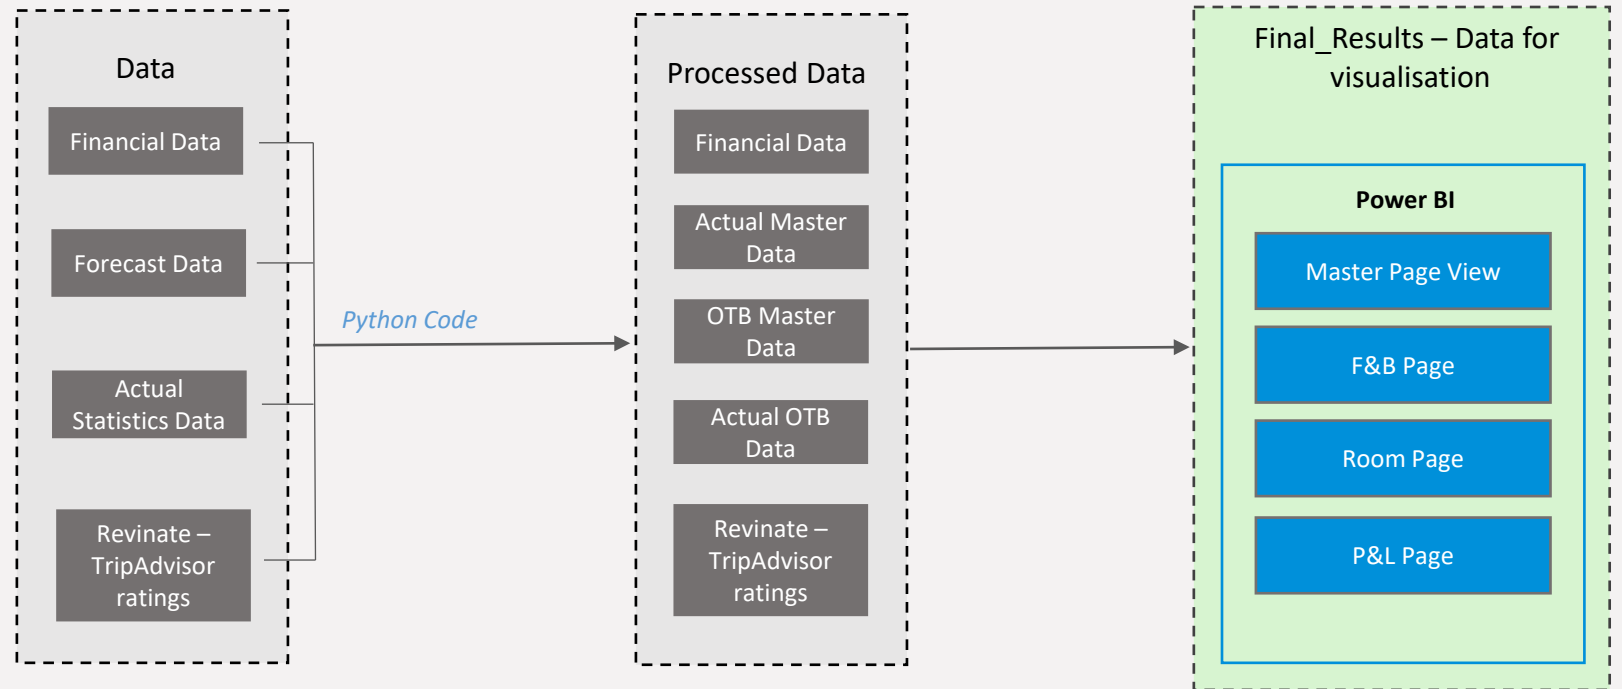 Data
Financial Data
Forecast Data
Actual
Statistics Data
Revinate –
TripAdvisor
ratings
Python Code
Processed Data
Financial Data
Actual Master
Data
OTB Master
Data
Actual OTB
Data
Revinate –
TripAdvisor
ratings
Final_Results – Data for
visualisation
Power BI
Master Page View
F&B Page
Room Page
P&L Page